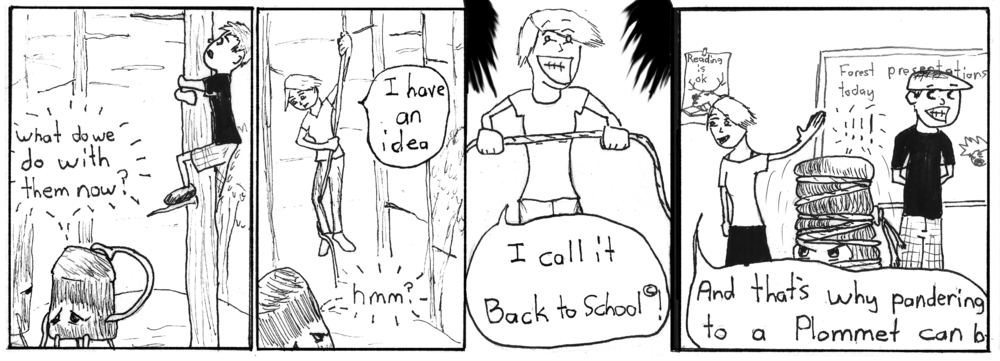 what do we
do with
them now?
I have
an
idea
hmm?
I call it
Back to School©!
Reading
is
ok
Forest presentations
today
!!!!
And that's why pandering
to a Plommet can b